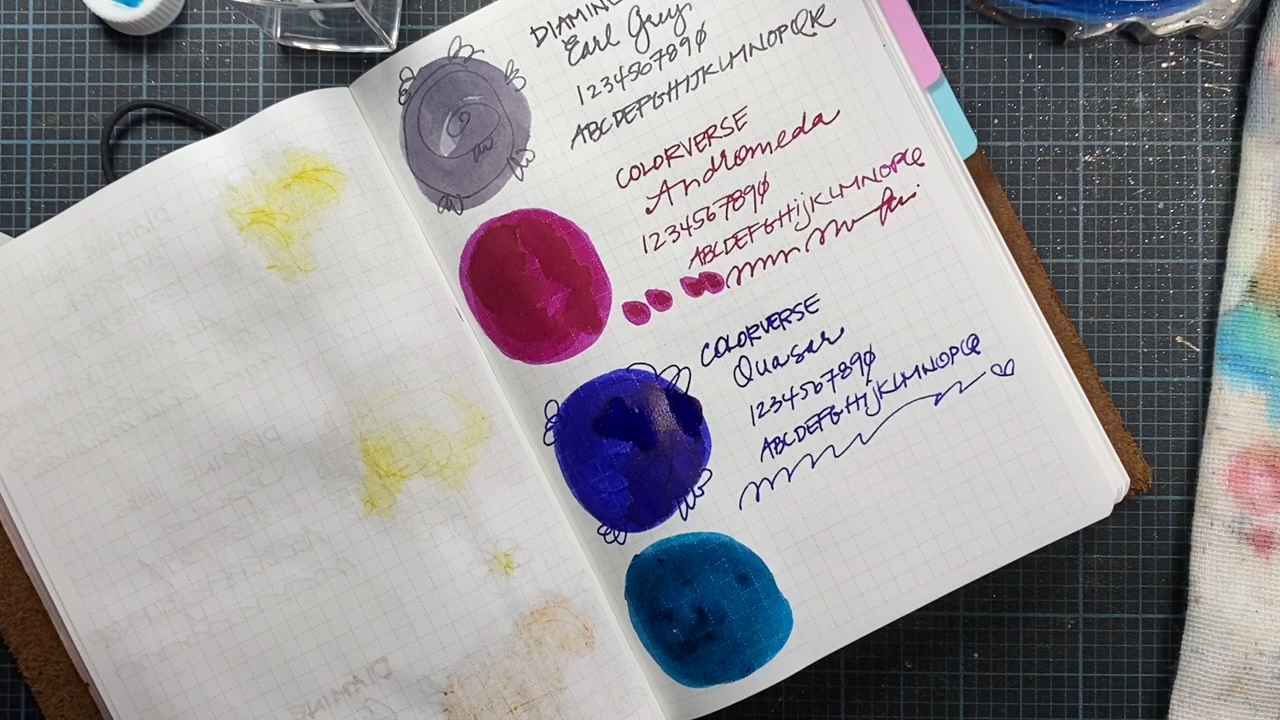 DIAMINE
Earl Grey
1234567890
ABCDEFGHIJKLMNOPQR
COLORVERSE
Andromeda
1234567890
ABCDEFGHIJKLMNOPQ
COLORVERSE
Quasar
1234567890
ABCDEFGHIJKLMNOPQ